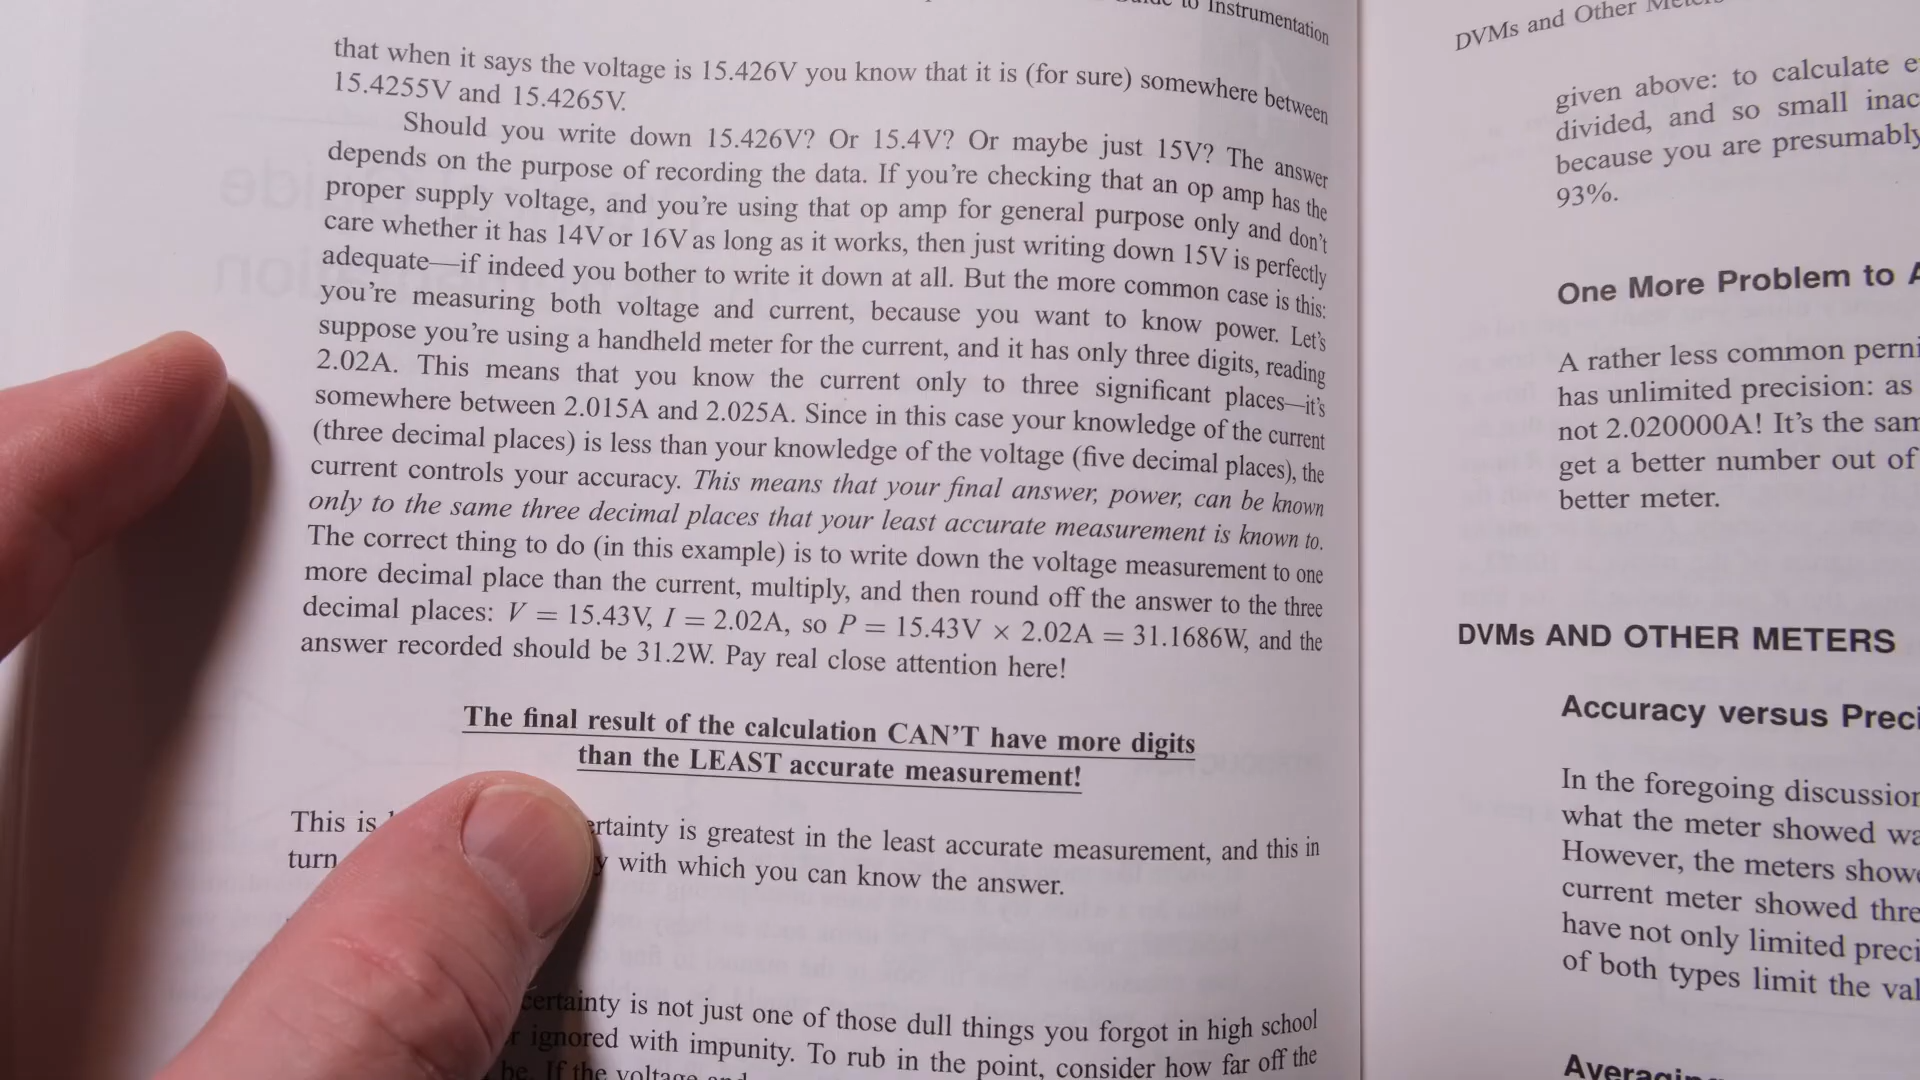 to Instrumentation
that when it says the voltage is 15.426V you know that it is (for sure) somewhere between
15.4255V and 15.4265V.
Should you write down 15.426V? Or 15.4V? Or maybe just 15V? The answer
depends on the purpose of recording the data. If you're checking that an op amp has the
proper supply voltage, and you're using that op amp for general purpose only and don't
care whether it has 14V or 16V as long as it works, then just writing down 15V is perfectly
adequate—if indeed you bother to write it down at all. But the more common case is this:
you're measuring both voltage and current, because you want to know power. Let's
suppose you're using a handheld meter for the current, and it has only three digits, reading
2.02A. This means that you know the current only to three significant places—it's
somewhere between 2.015A and 2.025A. Since in this case your knowledge of the current
(three decimal places) is less than your knowledge of the voltage (five decimal places), the
current controls your accuracy. This means that your final answer, power, can be known
only to the same three decimal places that your least accurate measurement is known to.
The correct thing to do (in this example) is to write down the voltage measurement to one
more decimal place than the current, multiply, and then round off the answer to the three
decimal places: V = 15.43V, I = 2.02A, so P = 15.43V × 2.02A = 31.1686W, and the
answer recorded should be 31.2W. Pay real close attention here!
The final result of the calculation CAN'T have more digits
than the LEAST accurate measurement!
This is ertainty is greatest in the least accurate measurement, and this in
turn y with which you can know the answer.
certainty is not just one of those dull things you forgot in high school
r ignored with impunity. To rub in the point, consider how far off the
be. If the voltage and
DVMs and Other Meters
given above: to calculate e
divided, and so small inac
because you are presumably
93%.
One More Problem to A
A rather less common perni
has unlimited precision: as
not 2.020000A! It's the sam
get a better number out of
better meter.
DVMs AND OTHER METERS
Accuracy versus Preci
In the foregoing discussion
what the meter showed wa
However, the meters showe
current meter showed thre
have not only limited preci
of both types limit the val
Averagin